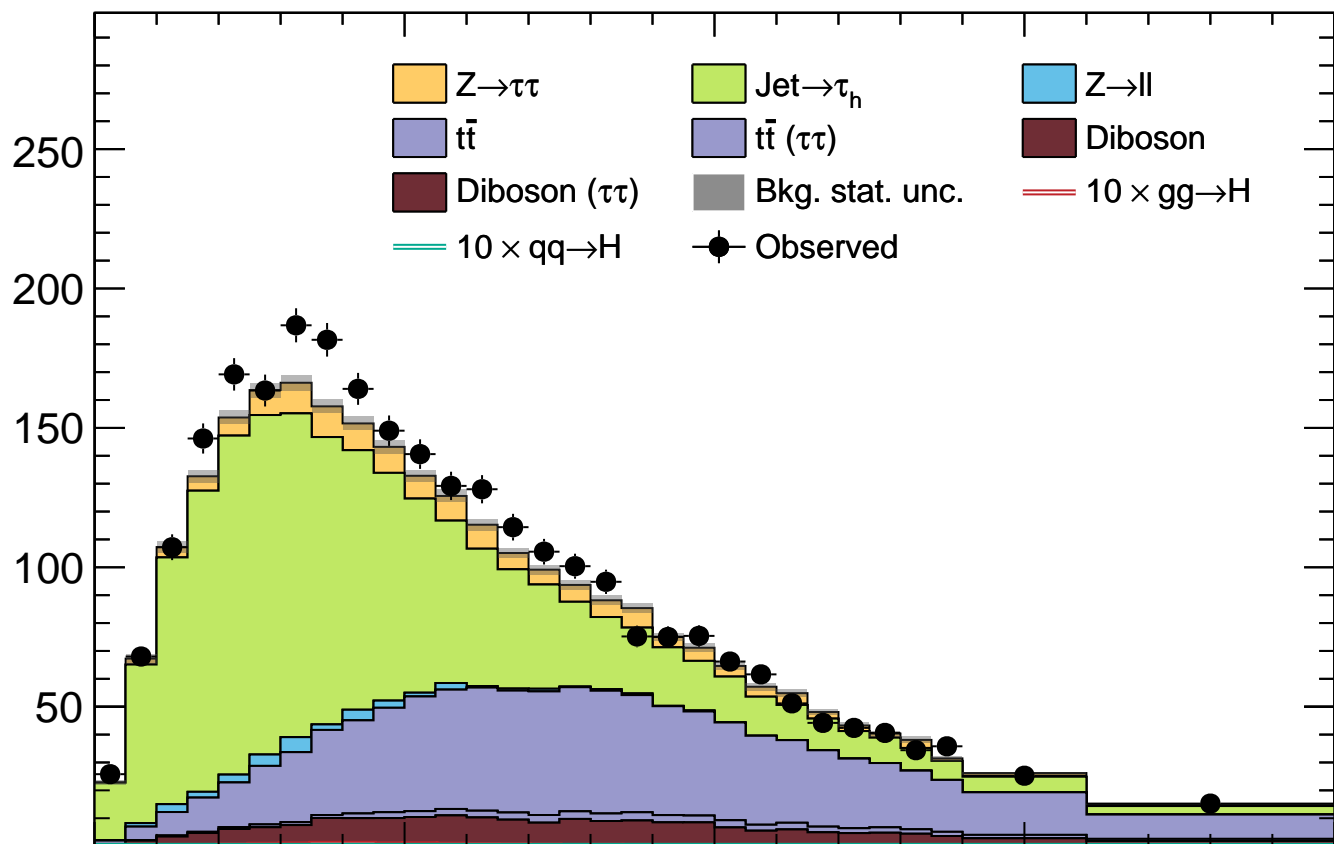 Z→ττ Jet→τh Z→ll
tt̄ tt̄ (ττ) Diboson
Diboson (ττ) Bkg. stat. unc. 10 × gg→H
10 × qq→H Observed
250
200
150
100
50